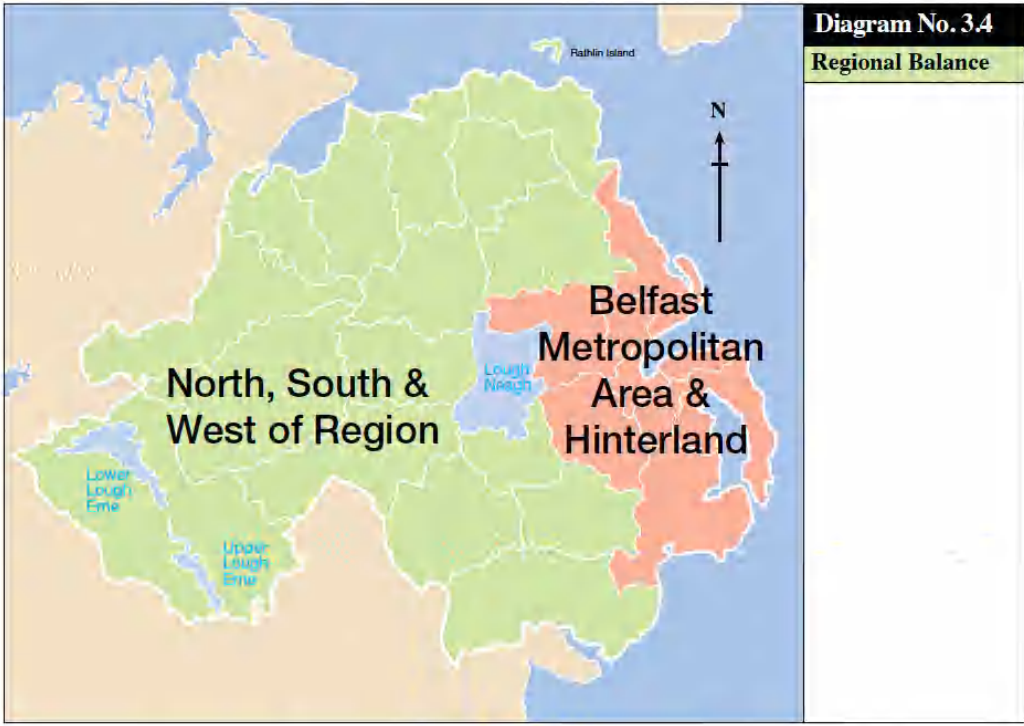 Diagram No. 3.4
Regional Balance
Rathlin Island
N
Belfast
Metropolitan
Area &
Hinterland
Lough
Neagh
North, South &
West of Region
Lower
Lough
Erne
Upper
Lough
Erne